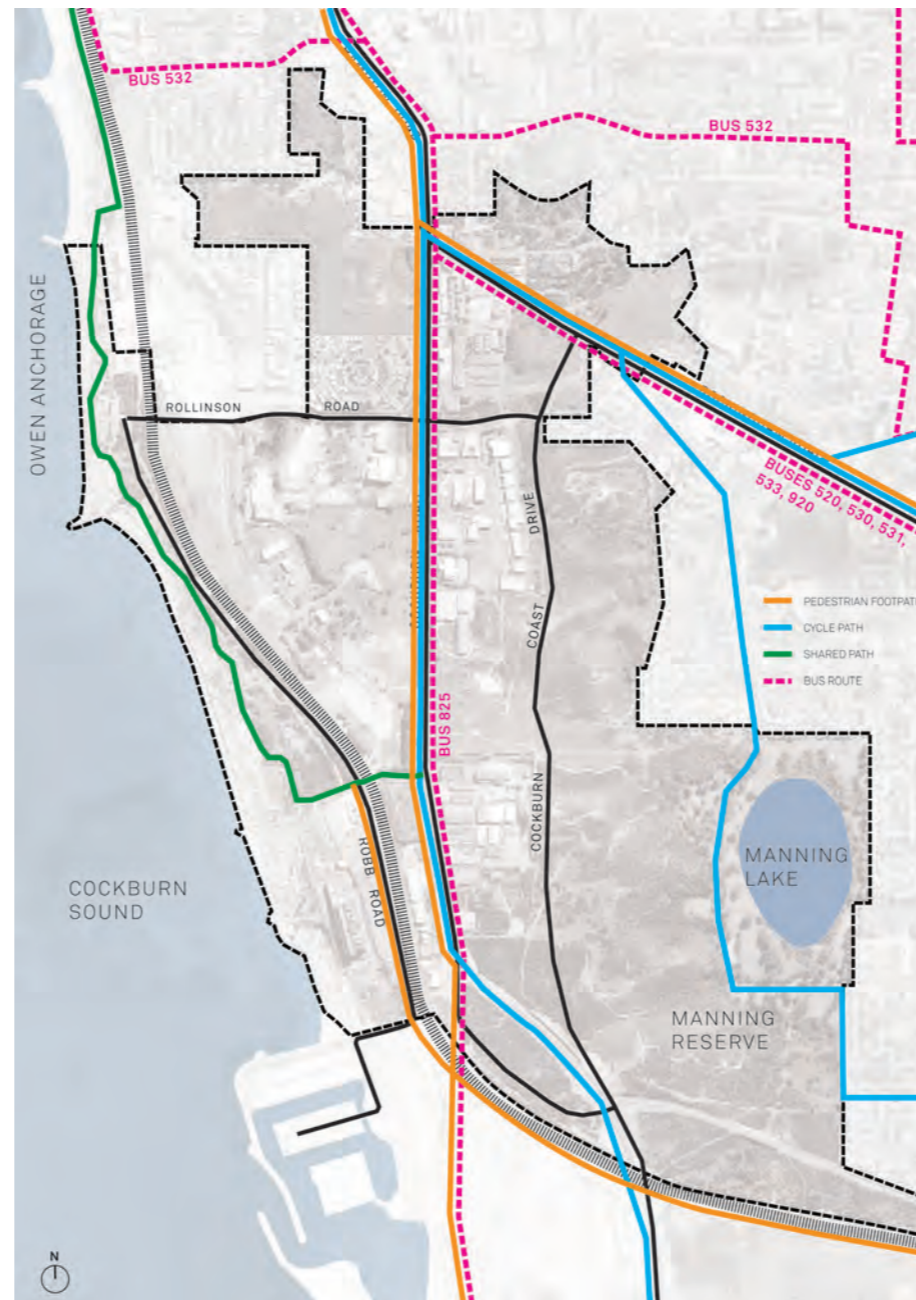 BUS 532
BUS 532
OWEN ANCHORAGE
ROLLINSON ROAD
BUSES 520, 530, 531,
533, 920
COAST DRIVE
PEDESTRIAN FOOTPAT
CYCLE PATH
SHARED PATH
BUS ROUTE
BUS 825
COCKBURN
ROBB ROAD
MANNING
LAKE
COCKBURN
SOUND
MANNING
RESERVE
N